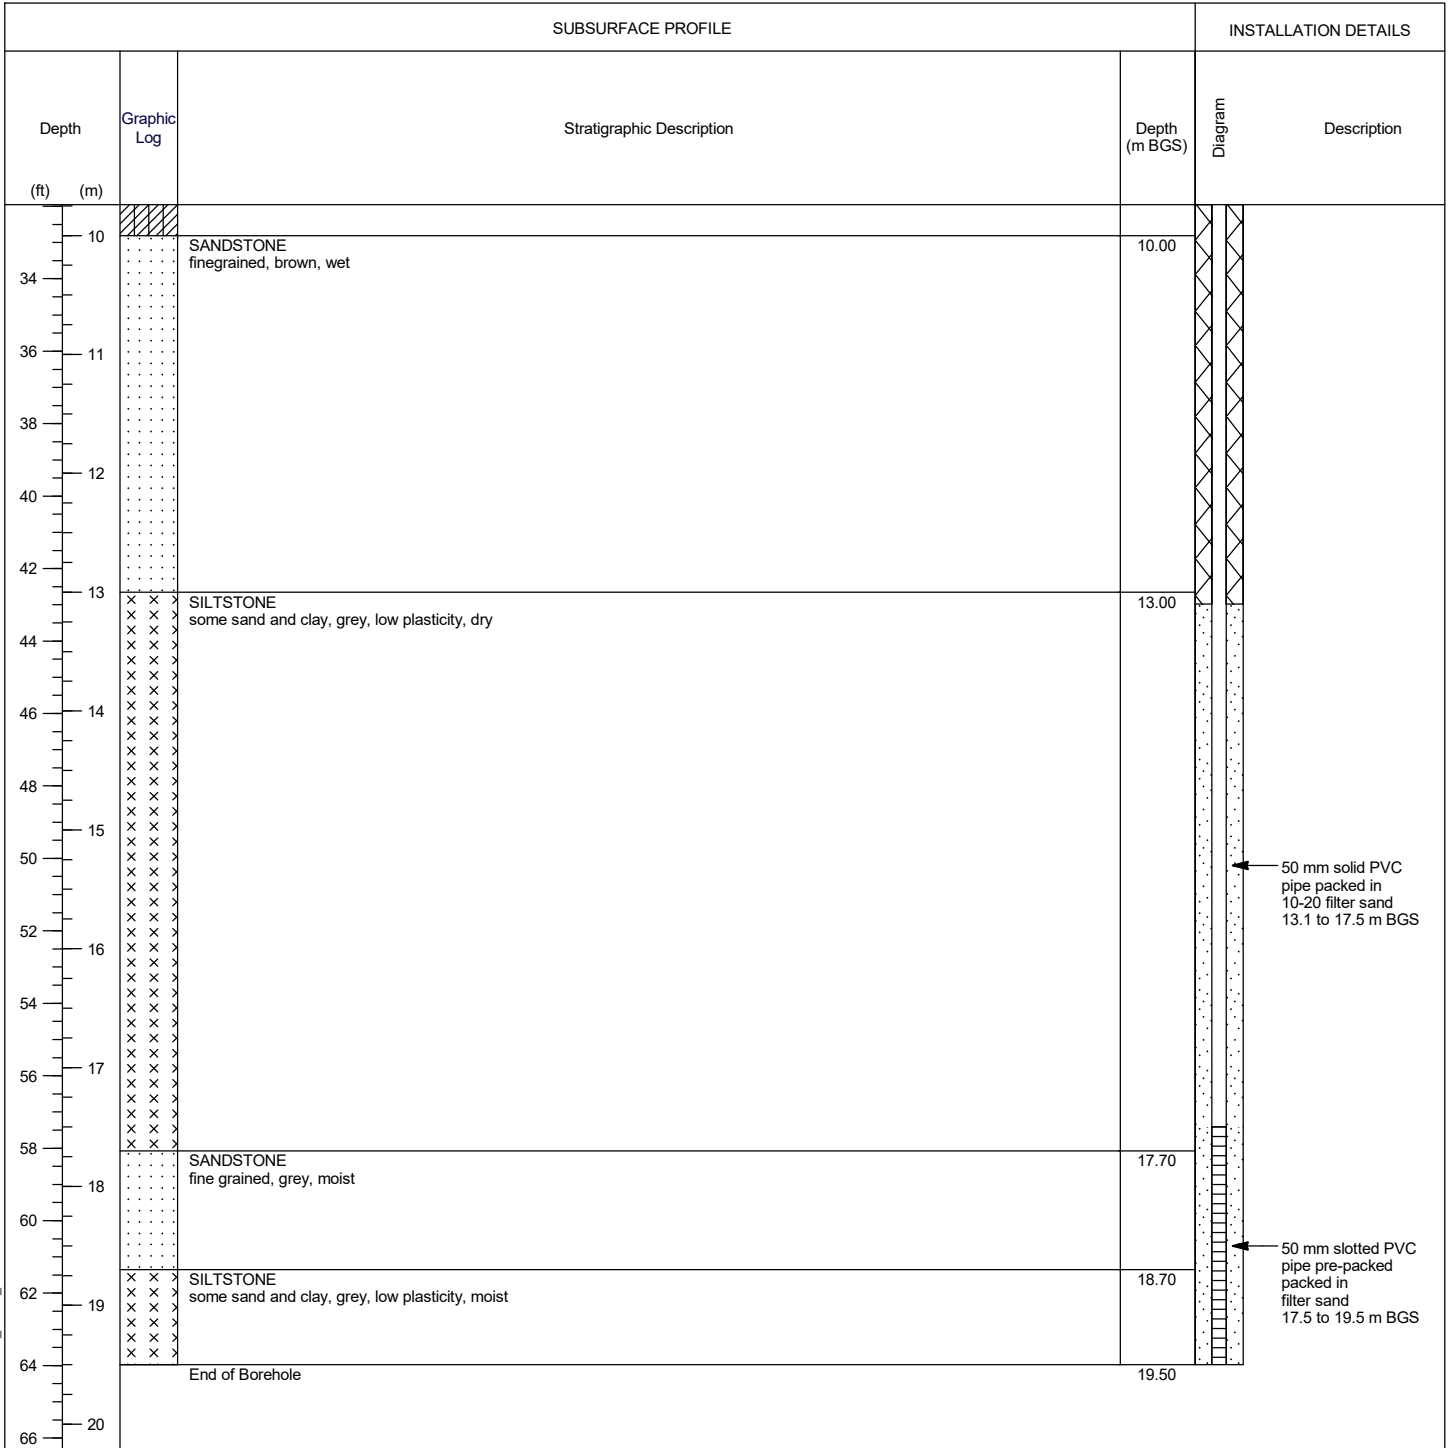 SUBSURFACE PROFILE
INSTALLATION DETAILS
Depth
Graphic
Log
Stratigraphic Description
Depth
(m BGS)
Diagram
Description
(ft) (m)
10
SANDSTONE
finegrained, brown, wet
10.00
34
36
11
38
12
40
42
13
SILTSTONE
some sand and clay, grey, low plasticity, dry
13.00
44
46
14
48
15
50
50 mm solid PVC
pipe packed in
10-20 filter sand
13.1 to 17.5 m BGS
52
16
54
17
56
58
SANDSTONE
fine grained, grey, moist
17.70
18
60
50 mm slotted PVC
pipe pre-packed
packed in
filter sand
17.5 to 19.5 m BGS
SILTSTONE
some sand and clay, grey, low plasticity, moist
18.70
62
19
64
End of Borehole
19.50
20
66